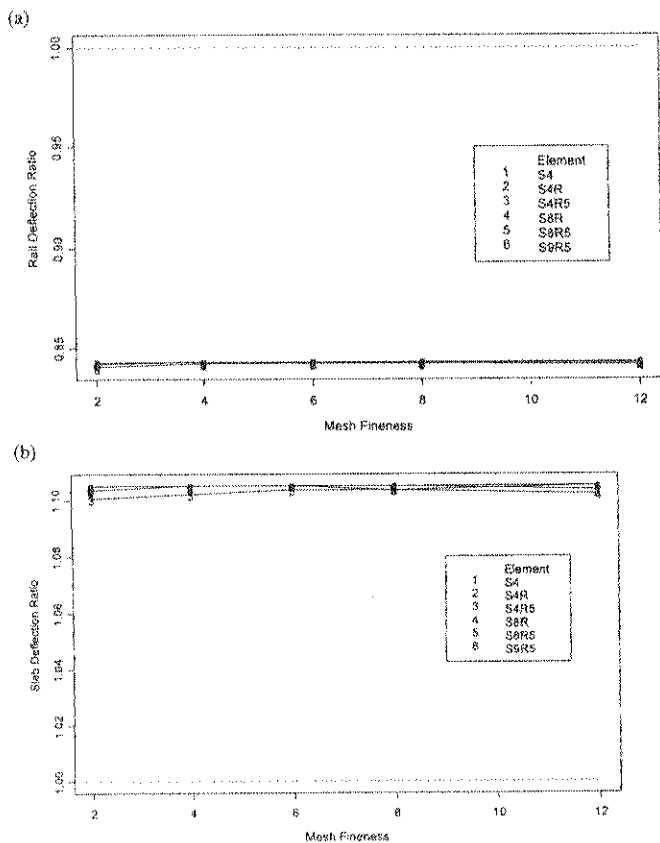 (a)
1.00
0.95
0.90
0.85
Rail Deflection Ratio
Element
1 S4
2 S4R
3 S4R5
4 S8R
5 S8R5
6 S9R5
2 4 6 8 10 12
Mesh Fineness
(b)
1.10
1.08
1.06
1.04
1.02
1.00
Slab Deflection Ratio
Element
1 S4
2 S4R
3 S4R5
4 S8R
5 S8R5
6 S9R5
2 4 6 8 10 12
Mesh Fineness